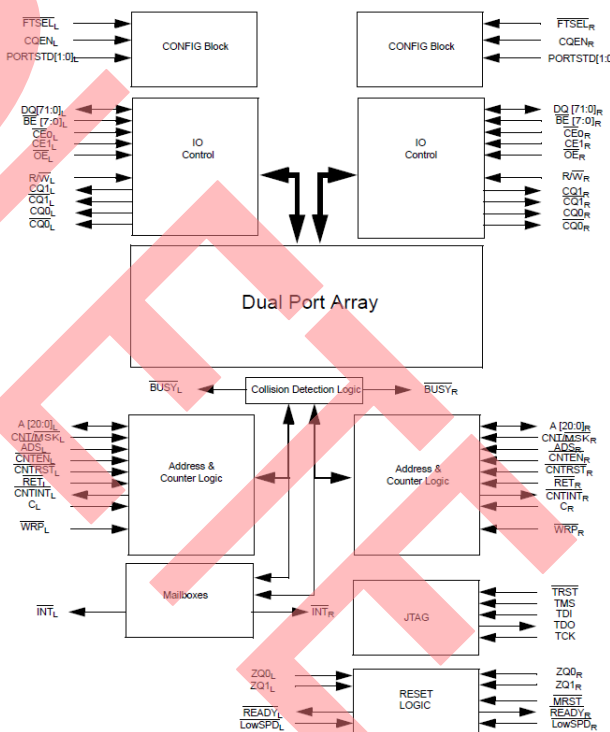 FTSELL
CQENL
PORTSTD[1:0]L
CONFIG Block
CONFIG Block
FTSELR
CQENR
PORTSTD[1:0
DQ[71:0]L
BE [7:0]L
CE0L
CE1L
OEL
R/WL
CQ1L
CQ1L
CQ0L
CQ0L
IO
Control
IO
Control
DQ [71:0]R
BE [7:0]R
CE0R
CE1R
OER
R/WR
CQ1R
CQ1R
CQ0R
CQ0R
Dual Port Array
BUSYL
Collision Detection Logic
BUSYR
A [20:0]L
CNT/MSKL
ADSL
CNTENL
CNTRSTL
RETL
CNTINTL
CL
WRPL
Address &
Counter Logic
Address &
Counter Logic
A [20:0]R
CNT/MSKR
ADSR
CNTENR
CNTRSTR
RETR
CNTINTR
CR
WRPR
INTL
Mailboxes
INTR
JTAG
TRST
TMS
TDI
TDO
TCK
ZQ0L
ZQ1L
READYL
LowSPDL
RESET
LOGIC
ZQ0R
ZQ1R
MRST
READYR
LowSPDR